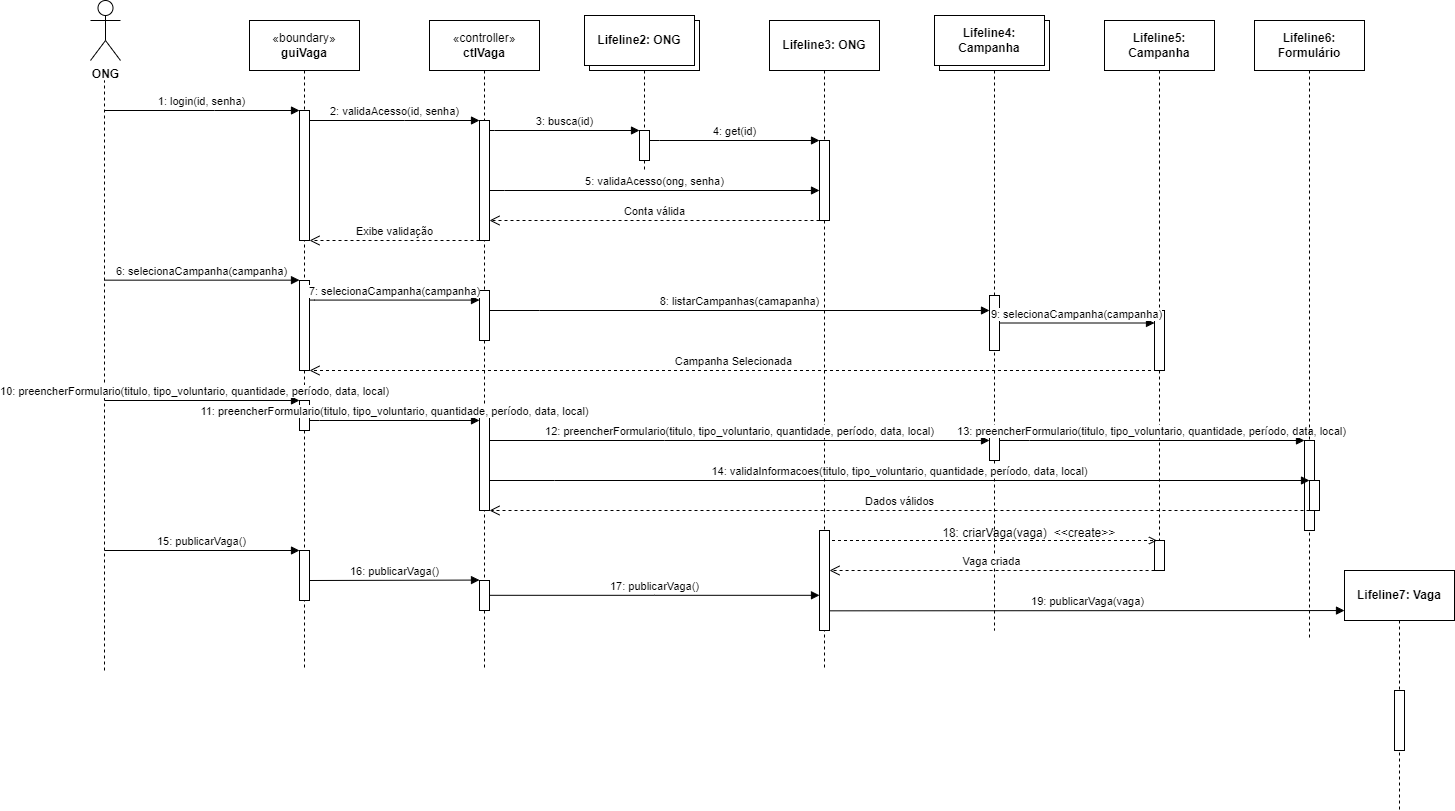 ONG
«boundary»
guiVaga
«controller»
ctlVaga
Lifeline2: ONG
Lifeline3: ONG
Lifeline4:
Campanha
Lifeline5:
Campanha
Lifeline6:
Formulário
1: login(id, senha)
2: validaAcesso(id, senha)
3: busca(id)
4: get(id)
5: validaAcesso(ong, senha)
Conta válida
Exibe validação
6: selecionaCampanha(campanha)
7: selecionaCampanha(campanha)
8: listarCampanhas(camapanha)
9: selecionaCampanha(campanha)
Campanha Selecionada
10: preencherFormulario(titulo, tipo_voluntario, quantidade, período, data, local)
11: preencherFormulario(titulo, tipo_voluntario, quantidade, período, data, local)
12: preencherFormulario(titulo, tipo_voluntario, quantidade, período, data, local)
13: preencherFormulario(titulo, tipo_voluntario, quantidade, período, data, local)
14: validaInformacoes(titulo, tipo_voluntario, quantidade, período, data, local)
Dados válidos
15: publicarVaga()
18: criarVaga(vaga) <<create>>
Vaga criada
16: publicarVaga()
17: publicarVaga()
19: publicarVaga(vaga)
Lifeline7: Vaga